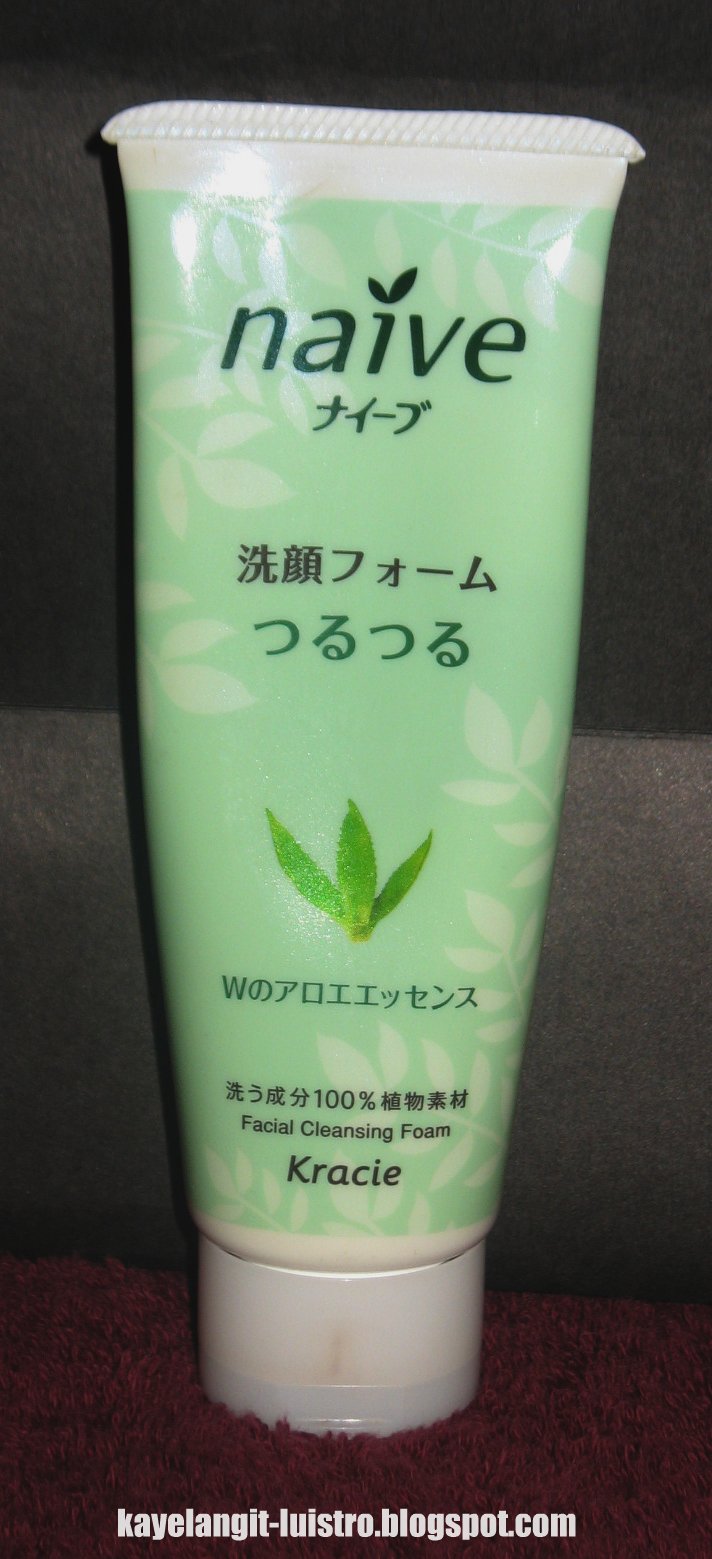 naive
ナイーブ
洗顔フォーム
つるつる
Wのアロエエッセンス
洗う成分100%植物素材
Facial Cleansing Foam
Kracie
kayelangit-luistro.blogspot.com